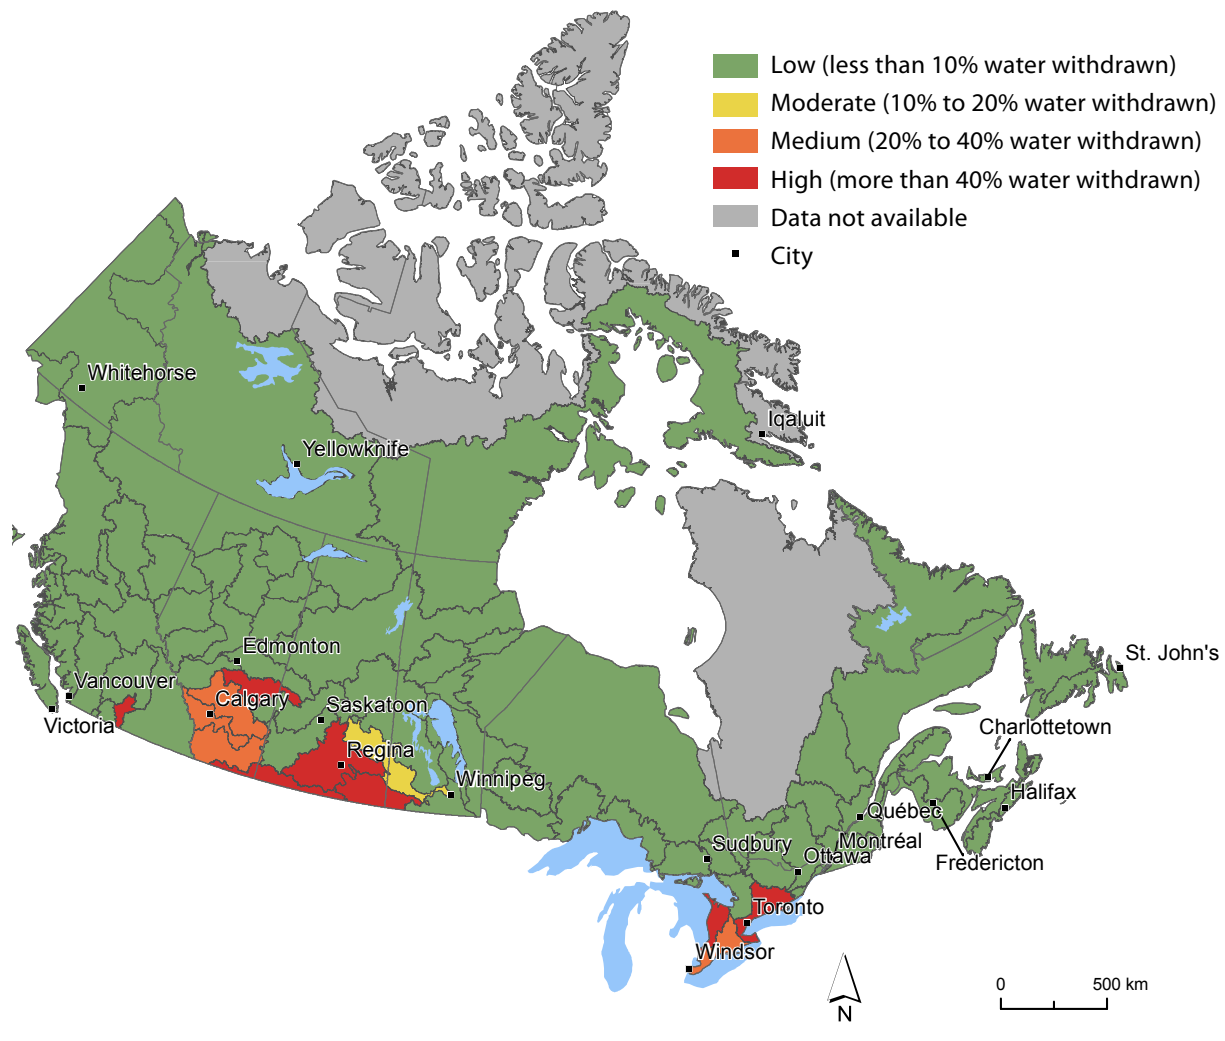 Low (less than 10% water withdrawn)
Moderate (10% to 20% water withdrawn)
Medium (20% to 40% water withdrawn)
High (more than 40% water withdrawn)
Data not available
City
Whitehorse
Iqaluit
Yellowknife
Edmonton
St. John's
Vancouver
Calgary
Saskatoon
Victoria
Charlottetown
Regina
Winnipeg
Halifax
Québec
Montréal
Sudbury
Ottawa
Fredericton
Toronto
Windsor
0 500 km
N